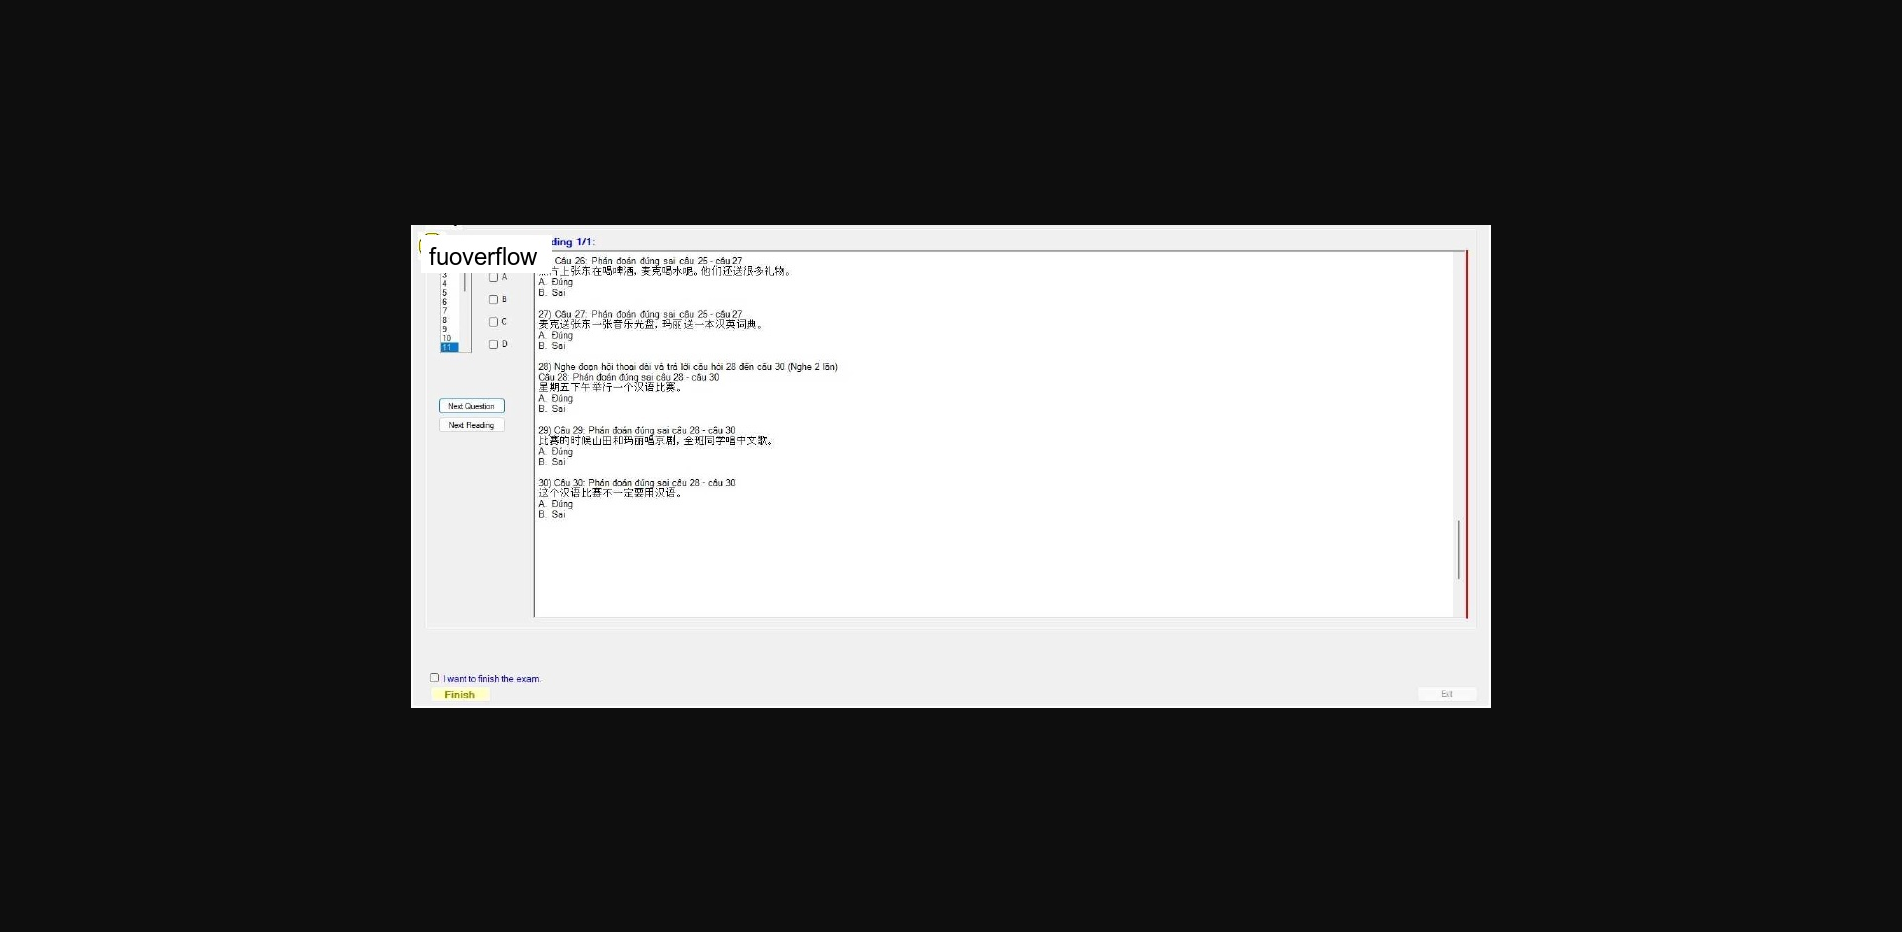 ding 1/1:
fuoverflow
3
4
5
6
7
8
9
10
11
A
B
C
D
Next Question
Next Reading
Câu 26: Phán đoán đúng sai câu 25 - câu 27
片上张东在喝啤酒, 麦克喝水呢。他们还送很多礼物。
A. Đúng
B. Sai
27) Câu 27: Phán đoán đúng sai câu 25 - câu 27
麦克送张东一张音乐光盘, 玛丽送一本汉英词典。
A. Đúng
B. Sai
28) Nghe đoạn hội thoại dài và trả lời câu hỏi 28 đến câu 30 (Nghe 2 lần)
Câu 28: Phán đoán đúng sai câu 28 - câu 30
星期五下午举行一个汉语比赛。
A. Đúng
B. Sai
29) Câu 29: Phán đoán đúng sai câu 28 - câu 30
比赛的时候山田和玛丽唱京剧, 全班同学唱中文歌。
A. Đúng
B. Sai
30) Câu 30: Phán đoán đúng sai câu 28 - câu 30
这个汉语比赛不一定要用汉语。
A. Đúng
B. Sai
I want to finish the exam.
Finish
Exit